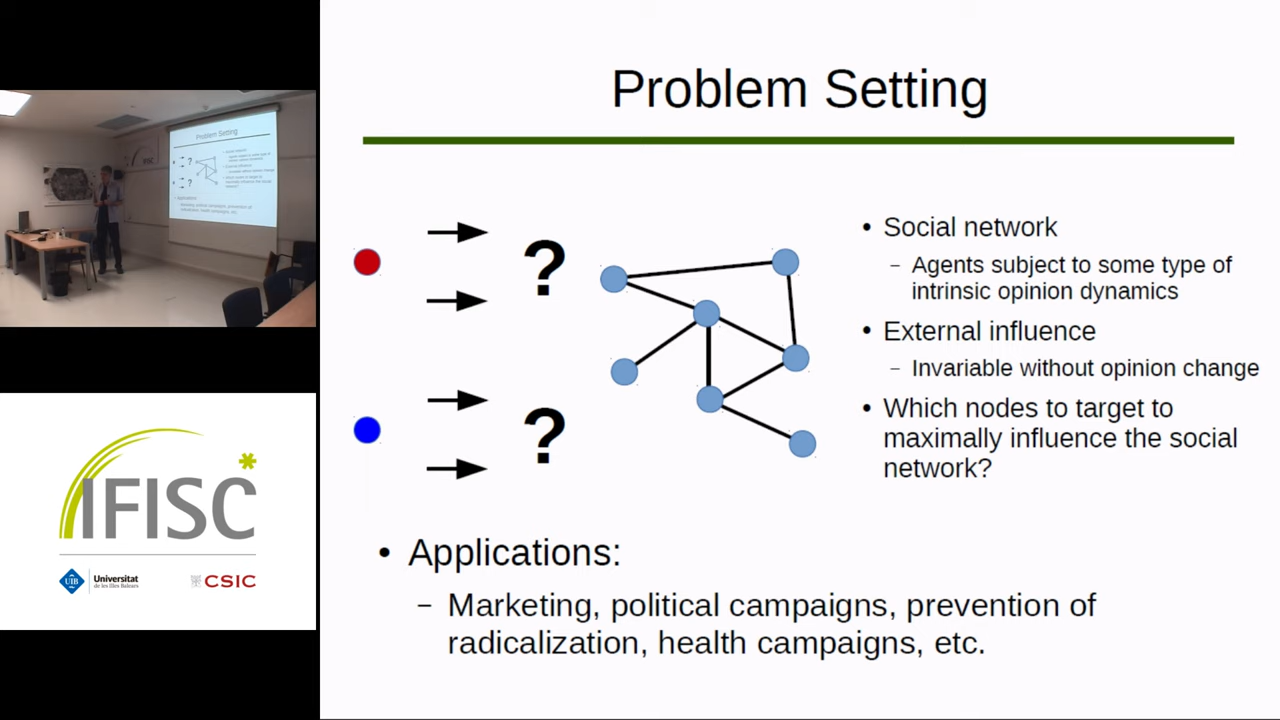 Problem Setting
?
?
• Social network
– Agents subject to some type of
intrinsic opinion dynamics
• External influence
– Invariable without opinion change
• Which nodes to target to
maximally influence the social
network?
• Applications:
– Marketing, political campaigns, prevention of
radicalization, health campaigns, etc.
Problem Setting
IFISC
UIB
Universitat
de les Illes Balears
CSIC